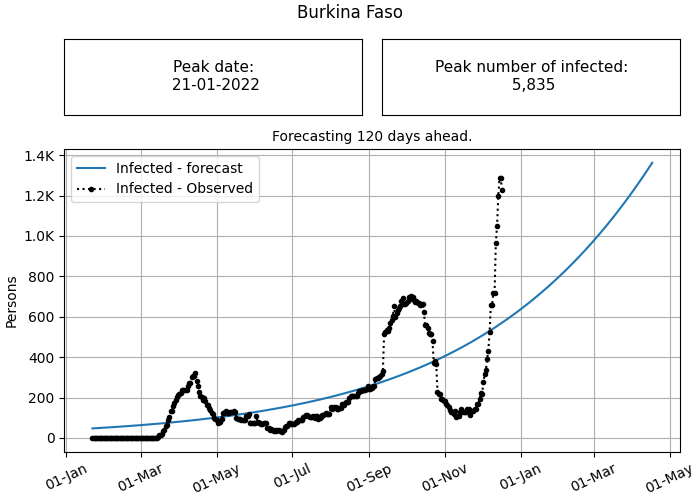 Burkina Faso
Peak date:
21-01-2022
Peak number of infected:
5,835
Forecasting 120 days ahead.
Infected - forecast
Infected - Observed
Persons
1.4K
1.2K
1.0K
800
600
400
200
0
01-Jan
01-Mar
01-May
01-Jul
01-Sep
01-Nov
01-Jan
01-Mar
01-May